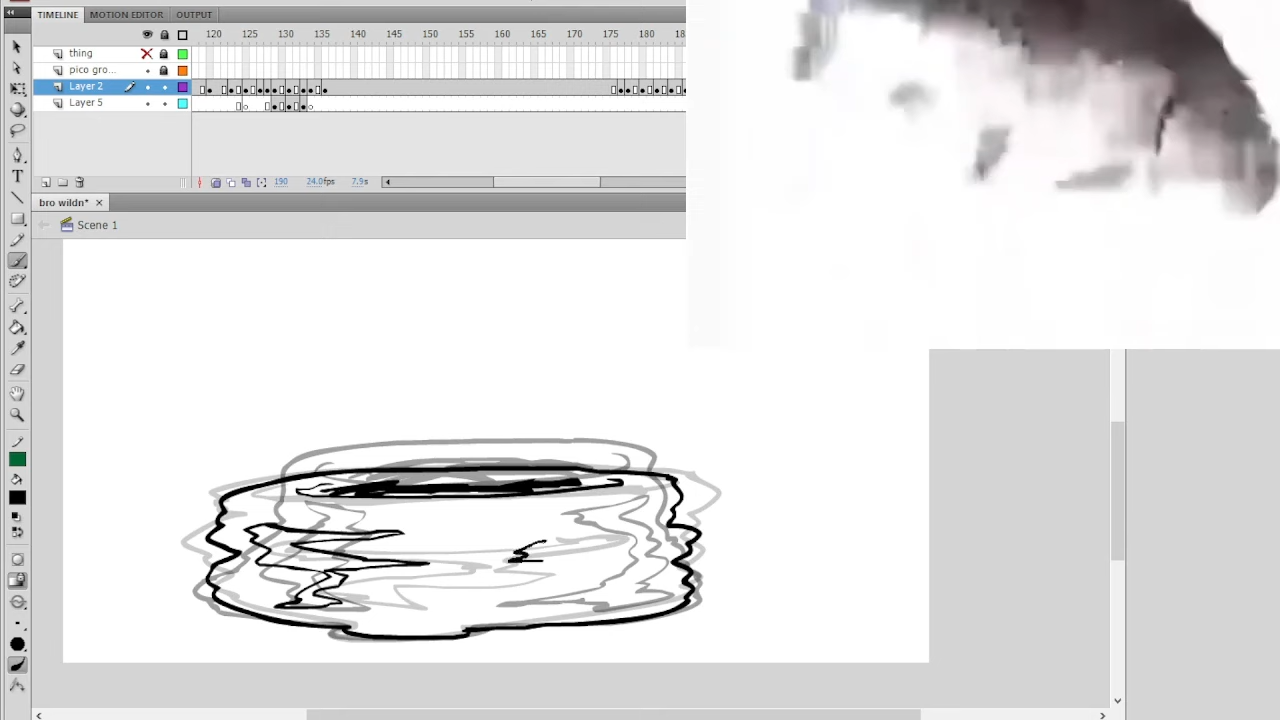 TIMELINE MOTION EDITOR OUTPUT
120 125 130 135 140 145 150 155 160 165 170 175 180 18
thing
pico gro...
Layer 2
Layer 5
190 24.0fps 7.9s
bro wildn* ×
Scene 1
T